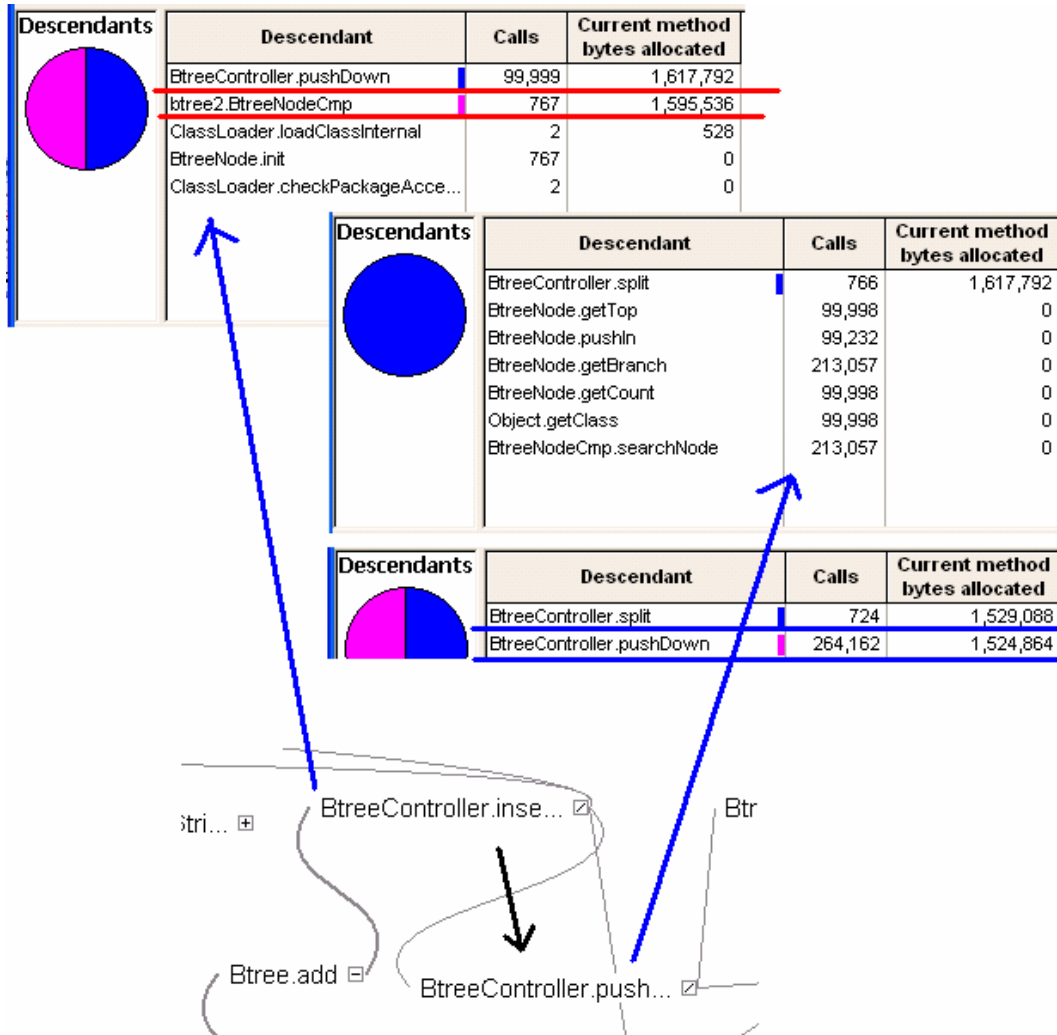 Descendants
Descendant Calls Current method bytes allocated
BtreeController.pushDown 99,999 1,617,792
btree2.BtreeNodeCmp 767 1,595,536
ClassLoader.loadClassInternal 2 528
BtreeNode.init 767 0
ClassLoader.checkPackageAcce... 2 0
Descendants
Descendant Calls Current method bytes allocated
BtreeController.split 766 1,617,792
BtreeNode.getTop 99,998 0
BtreeNode.pushIn 99,232 0
BtreeNode.getBranch 213,057 0
BtreeNode.getCount 99,998 0
Object.getClass 99,998 0
BtreeNodeCmp.searchNode 213,057 0
Descendants
Descendant Calls Current method bytes allocated
BtreeController.split 724 1,529,088
BtreeController.pushDown 264,162 1,524,864
BtreeController.inse...
Btr
tri...
Btree.add
BtreeController.push...